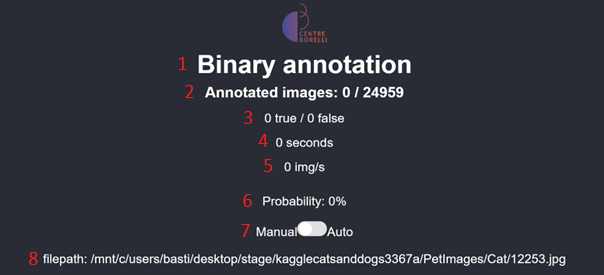 CENTRE
BORELLI
1 Binary annotation
2 Annotated images: 0 / 24959
3 0 true / 0 false
4 0 seconds
5 0 img/s
6 Probability: 0%
7 Manual Auto
8 filepath: /mnt/c/users/basti/desktop/stage/kagglecatsanddogs3367a/PetImages/Cat/12253.jpg